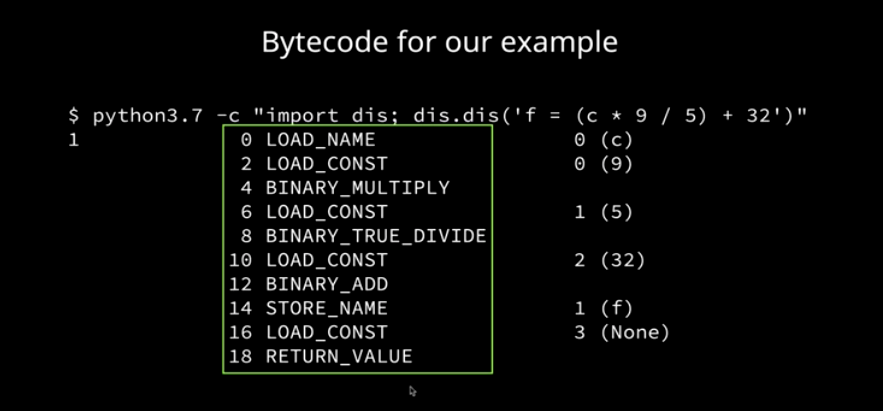 Bytecode for our example
$ python3.7 -c "import dis; dis.dis('f = (c * 9 / 5) + 32')"
1 0 LOAD_NAME 0 (c)
2 LOAD_CONST 0 (9)
4 BINARY_MULTIPLY
6 LOAD_CONST 1 (5)
8 BINARY_TRUE_DIVIDE
10 LOAD_CONST 2 (32)
12 BINARY_ADD
14 STORE_NAME 1 (f)
16 LOAD_CONST 3 (None)
18 RETURN_VALUE